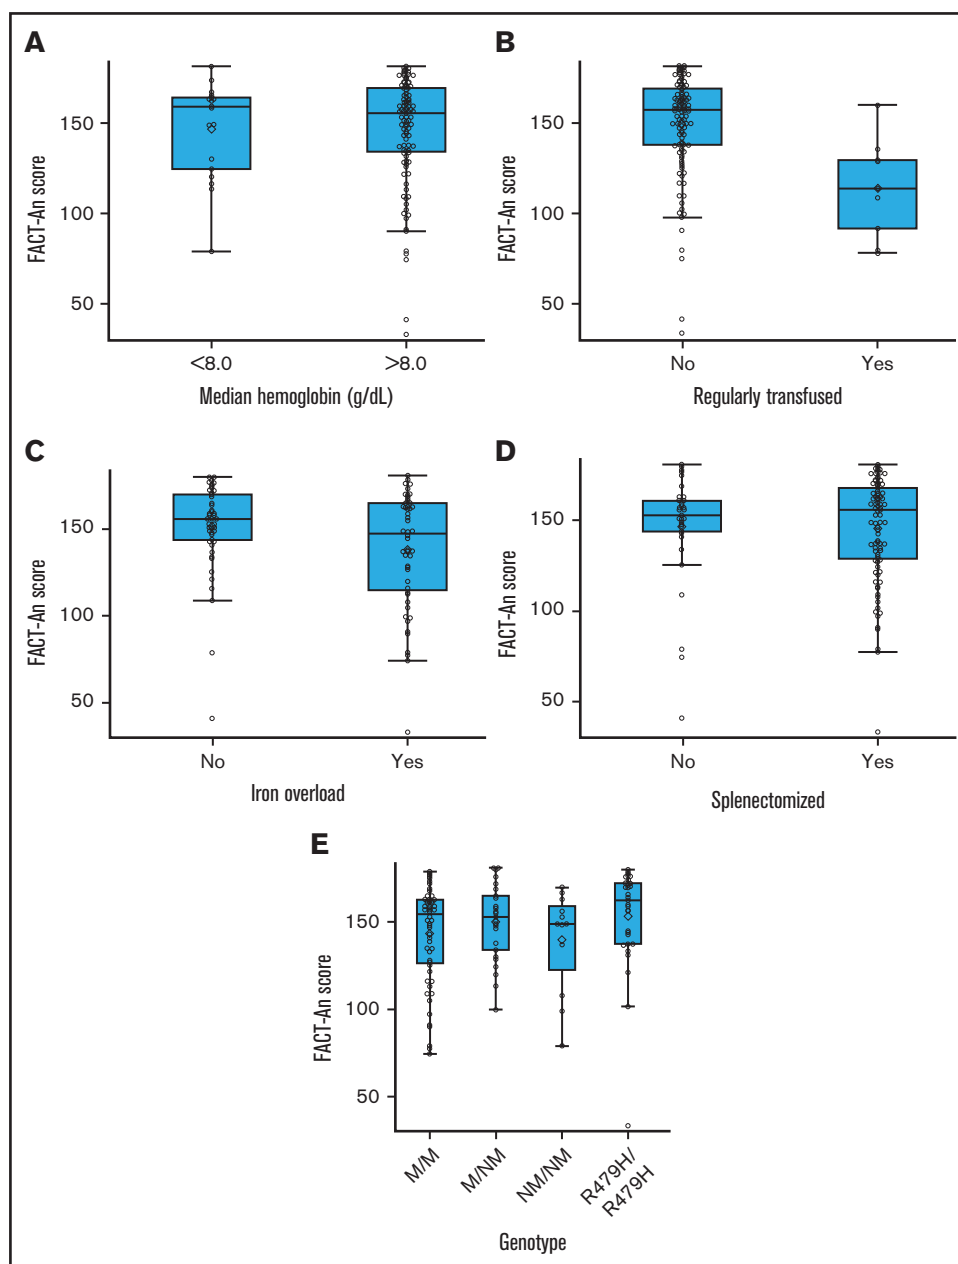 A
FACT-An score
150
100
50
<8.0
>8.0
Median hemoglobin (g/dL)
B
FACT-An score
150
100
50
No
Yes
Regularly transfused
C
FACT-An score
150
100
50
No
Yes
Iron overload
D
FACT-An score
150
100
50
No
Yes
Splenectomized
E
FACT-An score
150
100
50
M/M
M/NM
NM/NM
R479H/
R479H
Genotype